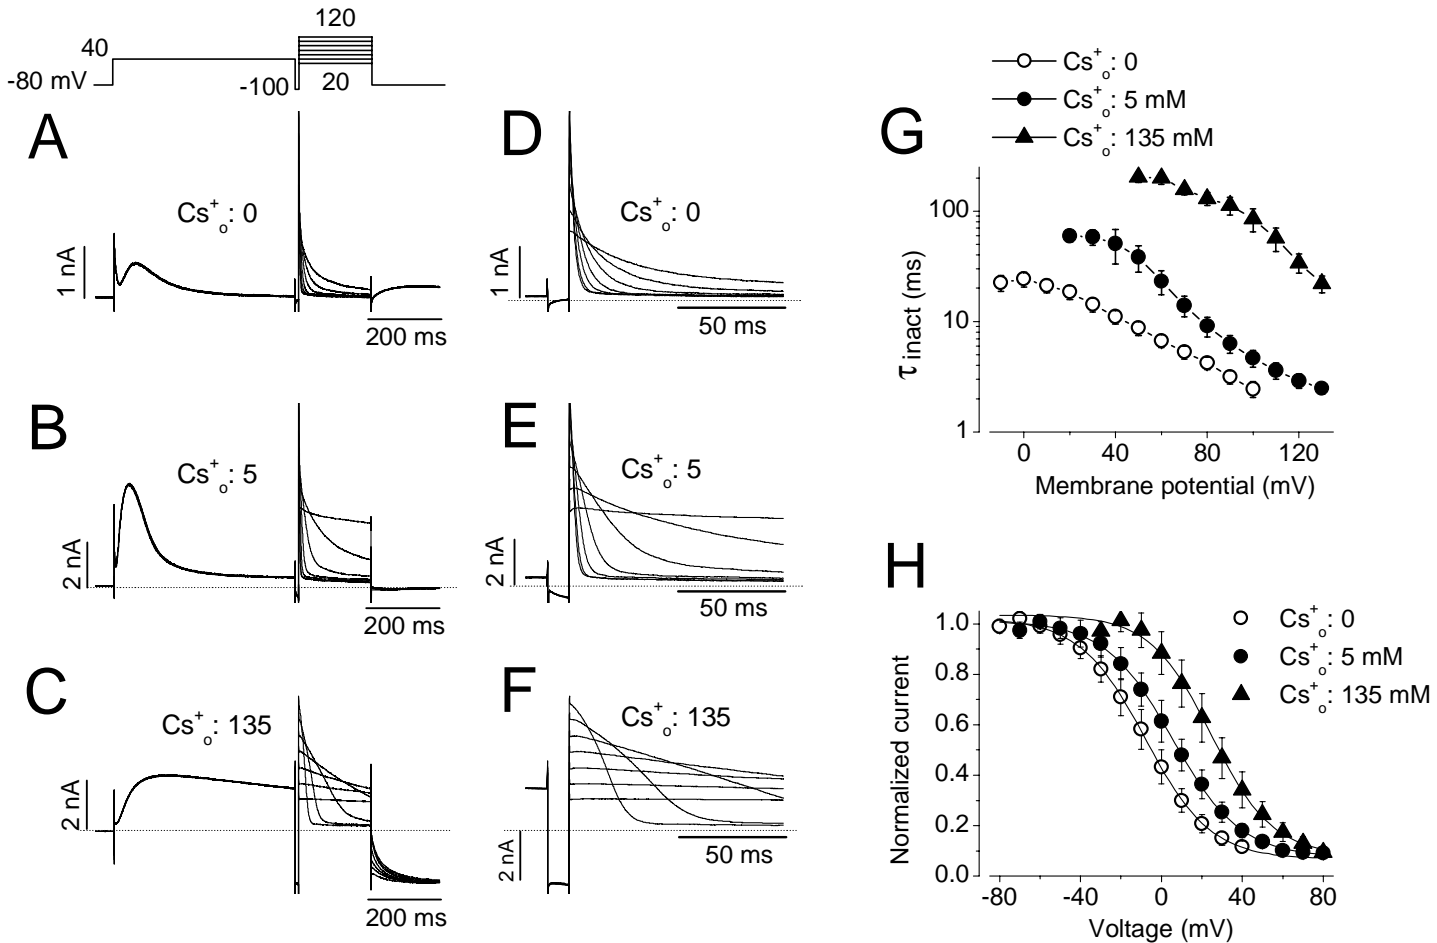 120
40
-80 mV
-100
20
A
Cs⁺ₒ: 0
1 nA
200 ms
D
Cs⁺ₒ: 0
1 nA
50 ms
B
Cs⁺ₒ: 5
2 nA
200 ms
E
Cs⁺ₒ: 5
2 nA
50 ms
C
Cs⁺ₒ: 135
2 nA
200 ms
F
Cs⁺ₒ: 135
2 nA
50 ms
G
Cs⁺ₒ: 0
Cs⁺ₒ: 5 mM
Cs⁺ₒ: 135 mM
100
10
1
τ inact (ms)
0 40 80 120
Membrane potential (mV)
H
Cs⁺ₒ: 0
Cs⁺ₒ: 5 mM
Cs⁺ₒ: 135 mM
1.0
0.8
0.6
0.4
0.2
0.0
Normalized current
-80 -40 0 40 80
Voltage (mV)